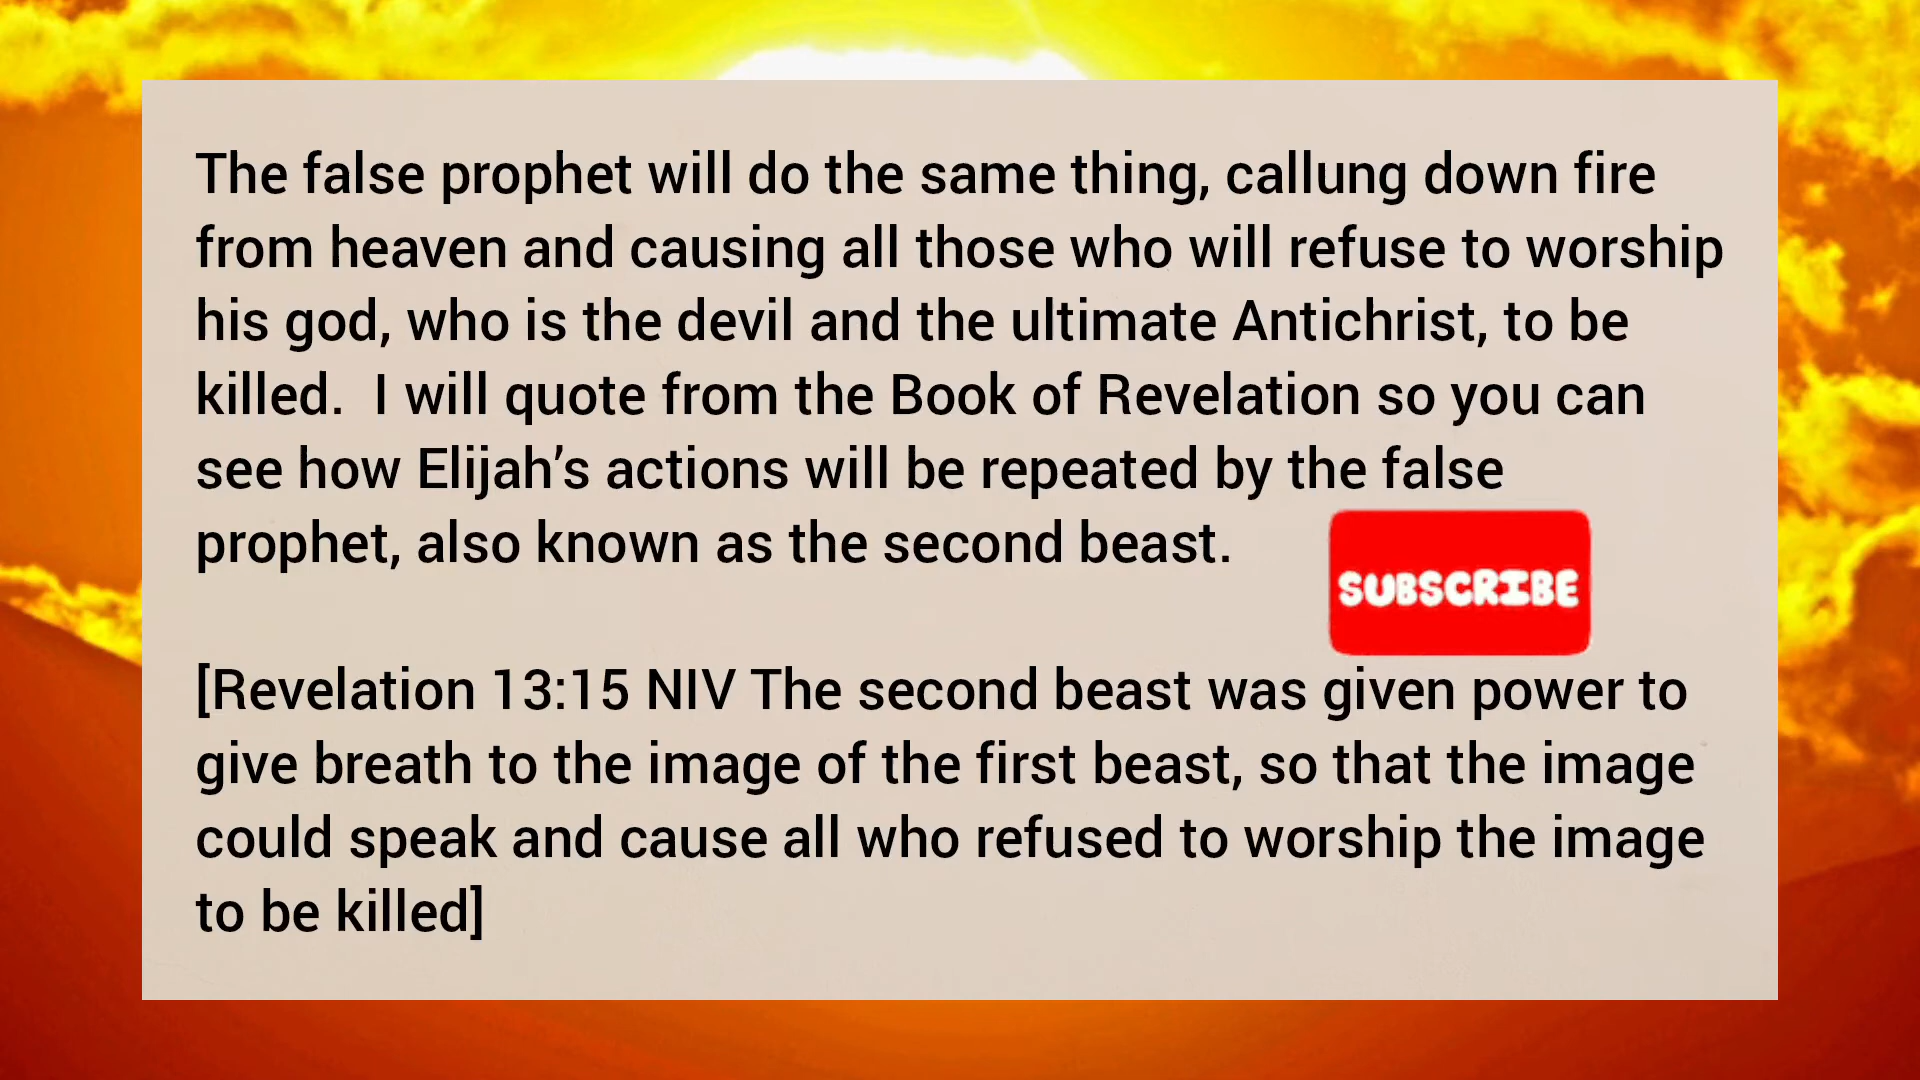 The false prophet will do the same thing, callung down fire
from heaven and causing all those who will refuse to worship
his god, who is the devil and the ultimate Antichrist, to be
killed.  I will quote from the Book of Revelation so you can
see how Elijah’s actions will be repeated by the false
prophet, also known as the second beast.
SUBSCRIBE
[Revelation 13:15 NIV The second beast was given power to
give breath to the image of the first beast, so that the image
could speak and cause all who refused to worship the image
to be killed]